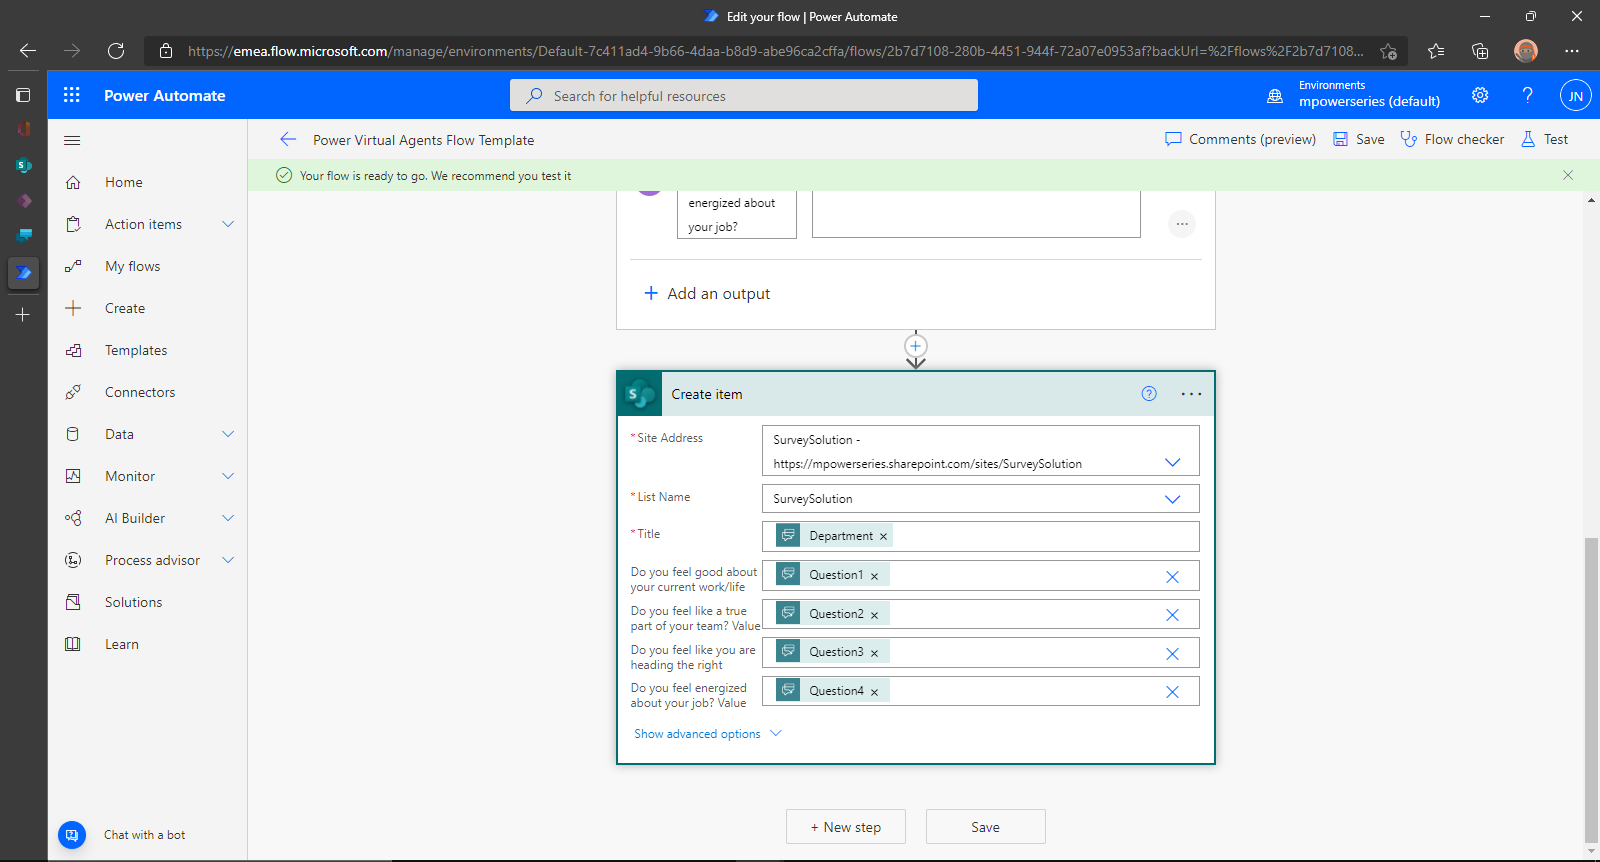 Edit your flow | Power Automate
https://emea.flow.microsoft.com/manage/environments/Default-7c411ad4-9b66-4daa-b8d9-abe96ca2cffa/flows/2b7d7108-280b-4451-944f-72a07e0953af?backUrl=%2Fflows%2F2b7d7108...
Power Automate
Search for helpful resources
Environments
mpowerseries (default)
?
JN
Power Virtual Agents Flow Template
Comments (preview)
Save
Flow checker
Test
Your flow is ready to go. We recommend you test it
Home
Action items
My flows
Create
Templates
Connectors
Data
Monitor
AI Builder
Process advisor
Solutions
Learn
Chat with a bot
energized about
your job?
Add an output
S
Create item
?
*Site Address
SurveySolution -
https://mpowerseries.sharepoint.com/sites/SurveySolution
*List Name
SurveySolution
*Title
Department
Do you feel good about
your current work/life
Question1
Do you feel like a true
part of your team? Value
Question2
Do you feel like you are
heading the right
Question3
Do you feel energized
about your job? Value
Question4
Show advanced options
+ New step
Save